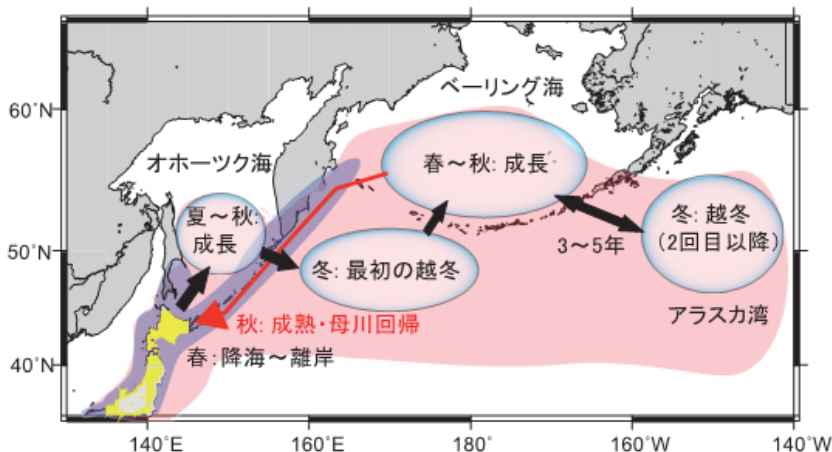 ベーリング海
60˚N
オホーツク海
春～秋: 成長
夏～秋:
成長
冬: 越冬
(2回目以降)
50˚N
3～5年
冬: 最初の越冬
アラスカ湾
秋: 成熟・母川回帰
春: 降海～離岸
40˚N
140˚E
160˚E
180˚
160˚W
140˚W